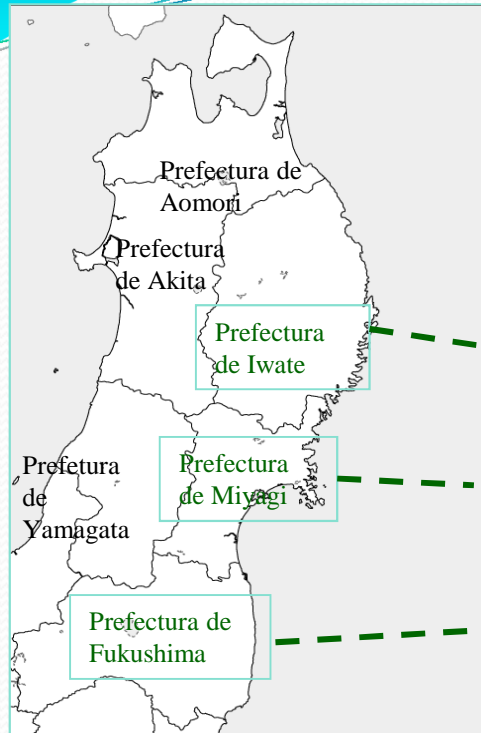 Prefectura de
Aomori
Prefectura
de Akita
Prefectura
de Iwate
Prefetura
de
Yamagata
Prefectura
de Miyagi
Prefectura de
Fukushima